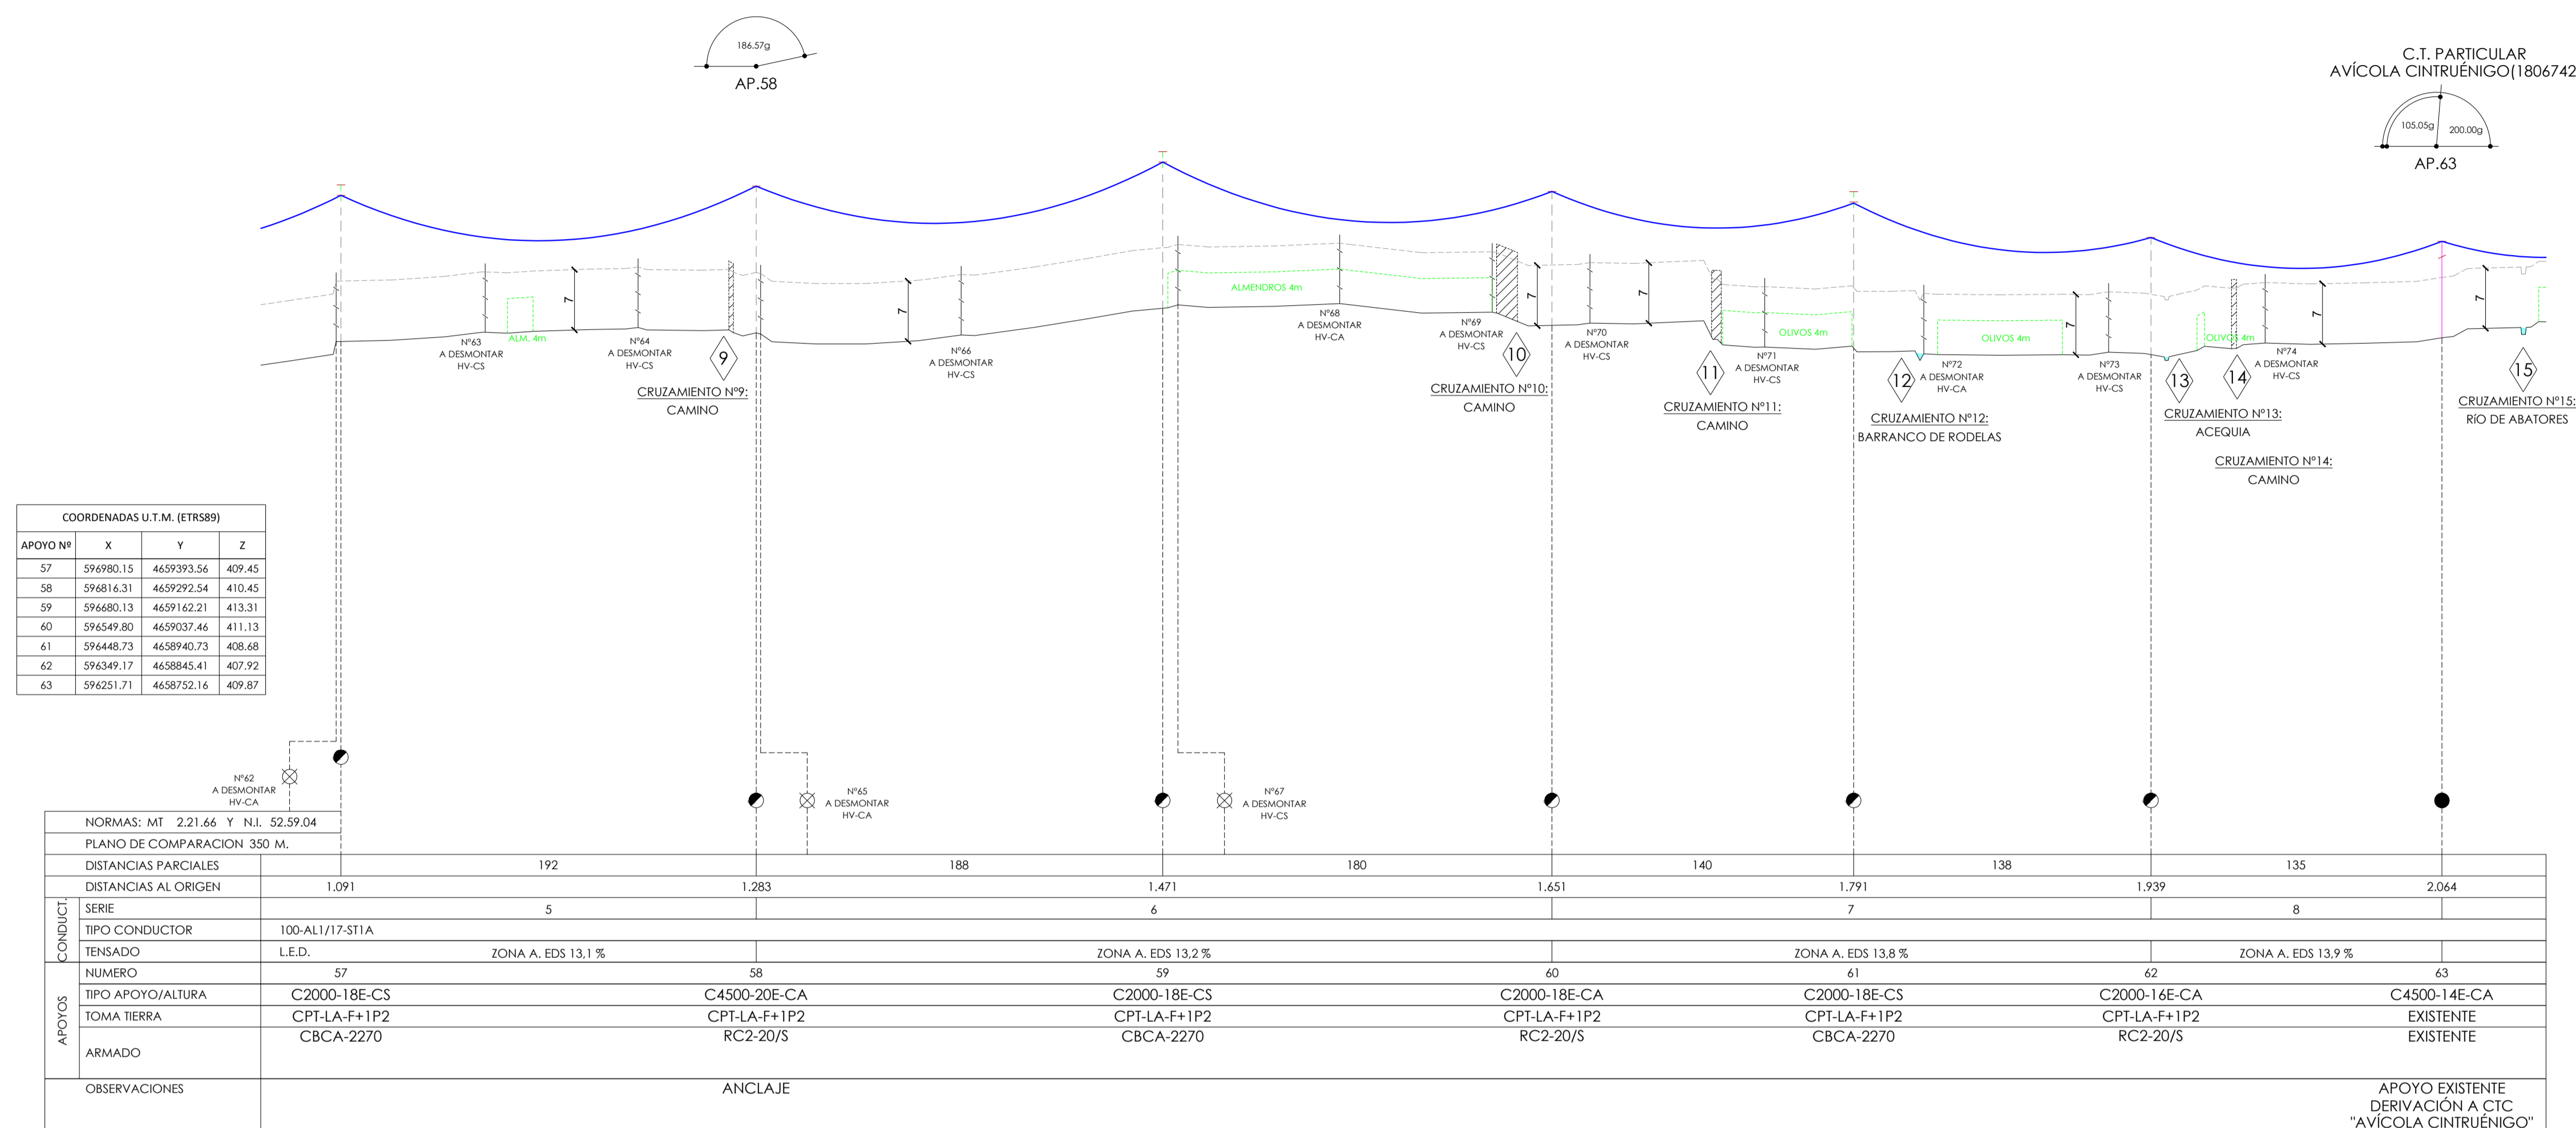 186.57g
AP.58
C.T. PARTICULAR
AVÍCOLA CINTRUÉNIGO(1806742
105.05g 200.00g
AP.63
7
7
7
7
7
7
7
ALM. 4m
ALMENDROS 4m
OLIVOS 4m
OLIVOS 4m
OLIVOS 4m
Nº63
A DESMONTAR
HV-CS
Nº64
A DESMONTAR
HV-CS
9
CRUZAMIENTO Nº9:
CAMINO
Nº66
A DESMONTAR
HV-CS
Nº68
A DESMONTAR
HV-CA
Nº69
A DESMONTAR
HV-CS
10
CRUZAMIENTO Nº10:
CAMINO
Nº70
A DESMONTAR
HV-CS
11
CRUZAMIENTO Nº11:
CAMINO
Nº71
A DESMONTAR
HV-CS
12
CRUZAMIENTO Nº12:
BARRANCO DE RODELAS
Nº72
A DESMONTAR
HV-CA
Nº73
A DESMONTAR
HV-CS
13
CRUZAMIENTO Nº13:
ACEQUIA
14
CRUZAMIENTO Nº14:
CAMINO
Nº74
A DESMONTAR
HV-CS
15
CRUZAMIENTO Nº15:
RíO DE ABATORES
COORDENADAS U.T.M. (ETRS89)
APOYO Nº X Y Z
57 596980.15 4659393.56 409.45
58 596816.31 4659292.54 410.45
59 596680.13 4659162.21 413.31
60 596549.80 4659037.46 411.13
61 596448.73 4658940.73 408.68
62 596349.17 4658845.41 407.92
63 596251.71 4658752.16 409.87
Nº62
A DESMONTAR
HV-CA
Nº65
A DESMONTAR
HV-CA
Nº67
A DESMONTAR
HV-CS
NORMAS: MT 2.21.66 Y N.I. 52.59.04
PLANO DE COMPARACION 350 M.
DISTANCIAS PARCIALES 192 188 180 140 138 135
DISTANCIAS AL ORIGEN 1.091 1.283 1.471 1.651 1.791 1.939 2.064
CONDUCT.
SERIE 5 6 7 8
TIPO CONDUCTOR 100-AL1/17-ST1A
TENSADO L.E.D. ZONA A. EDS 13,1 % ZONA A. EDS 13,2 % ZONA A. EDS 13,8 % ZONA A. EDS 13,9 %
APOYOS
NUMERO 57 58 59 60 61 62 63
TIPO APOYO/ALTURA C2000-18E-CS C4500-20E-CA C2000-18E-CS C2000-18E-CA C2000-18E-CS C2000-16E-CA C4500-14E-CA
TOMA TIERRA CPT-LA-F+1P2 CPT-LA-F+1P2 CPT-LA-F+1P2 CPT-LA-F+1P2 CPT-LA-F+1P2 CPT-LA-F+1P2 EXISTENTE
ARMADO CBCA-2270 RC2-20/S CBCA-2270 RC2-20/S CBCA-2270 RC2-20/S EXISTENTE
OBSERVACIONES ANCLAJE
APOYO EXISTENTE
DERIVACIÓN A CTC
"AVÍCOLA CINTRUÉNIGO"